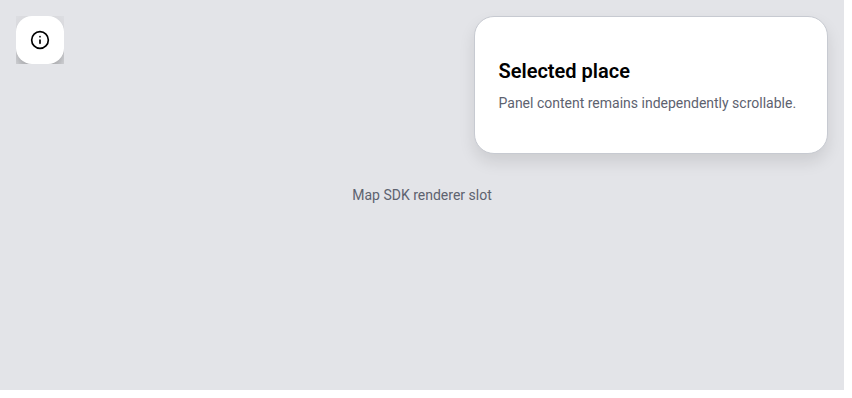 Selected place
Panel content remains independently scrollable.
Map SDK renderer slot